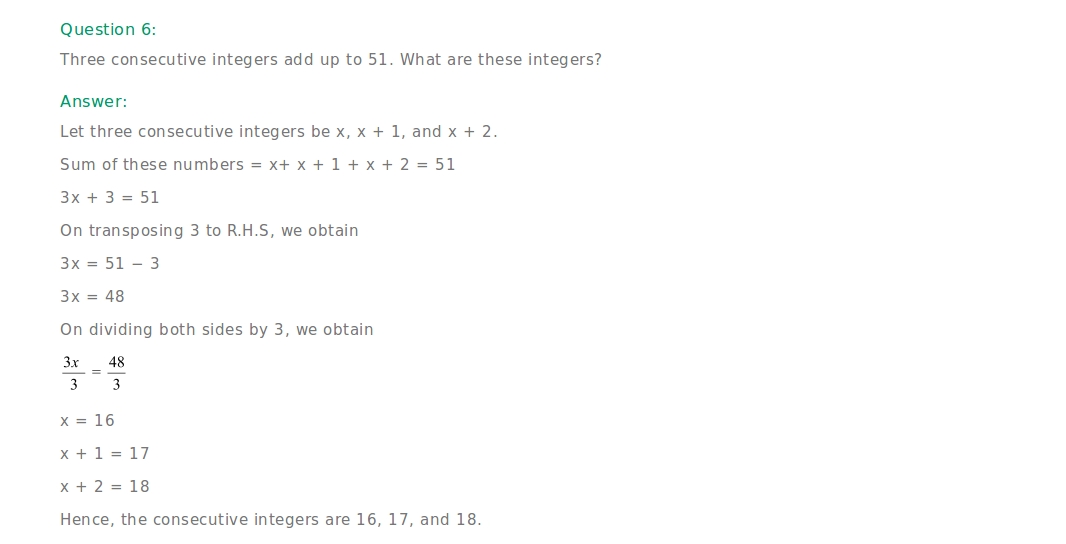 Question 6:
Three consecutive integers add up to 51. What are these integers?
Answer:
Let three consecutive integers be x, x + 1, and x + 2.
Sum of these numbers = x+ x + 1 + x + 2 = 51
3x + 3 = 51
On transposing 3 to R.H.S, we obtain
3x = 51 − 3
3x = 48
On dividing both sides by 3, we obtain
3x/3 = 48/3
x = 16
x + 1 = 17
x + 2 = 18
Hence, the consecutive integers are 16, 17, and 18.